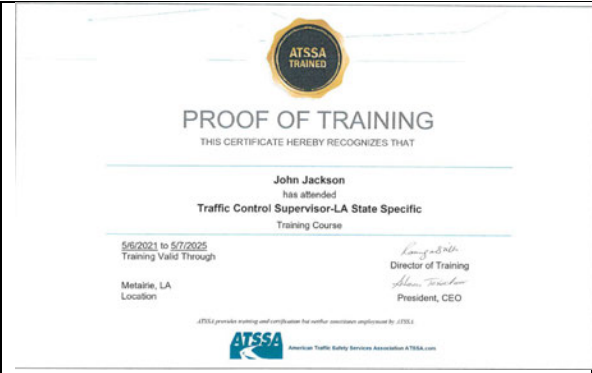 ATSSA
TRAINED
PROOF OF TRAINING
THIS CERTIFICATE HEREBY RECOGNIZES THAT
John Jackson
has attended
Traffic Control Supervisor-LA State Specific
Training Course
5/6/2021 to 5/7/2025
Training Valid Through
Director of Training
Metairie, LA
Location
President, CEO
ATSSA provides training and certification but neither constitutes employment by ATSSA
ATSSA
American Traffic Safety Services Association ATSSA.com